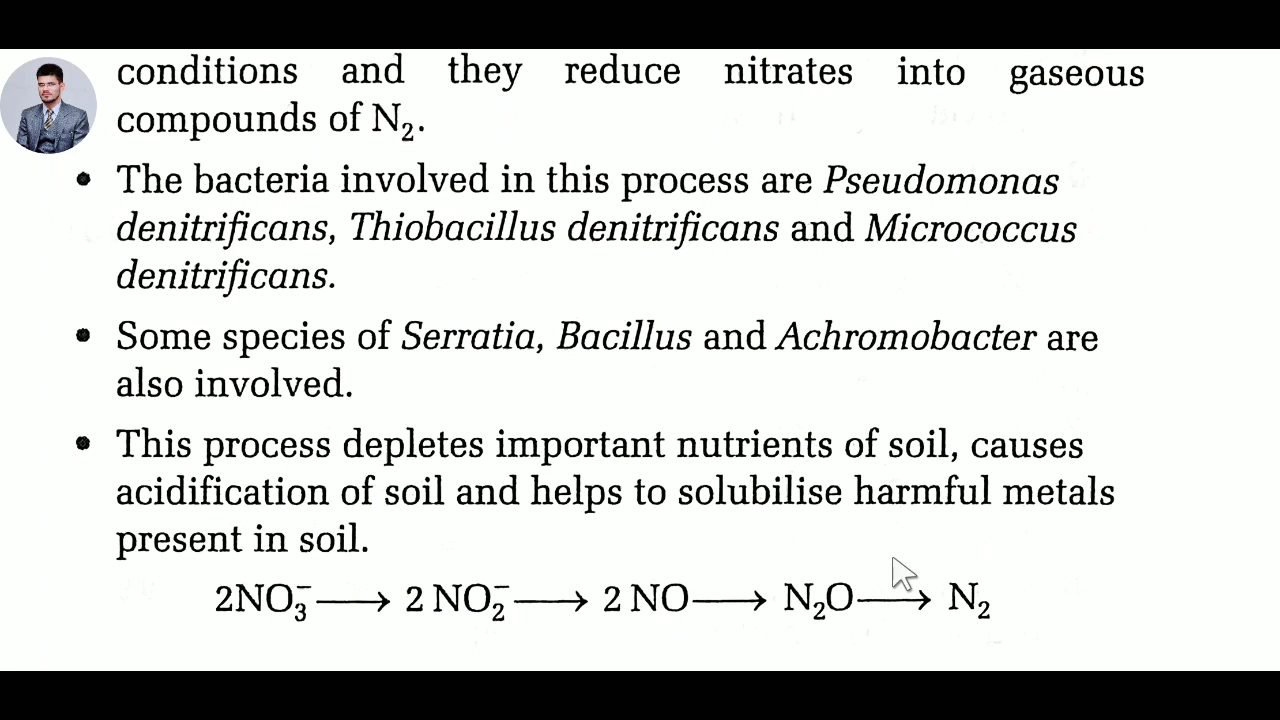 conditions and they reduce nitrates into gaseous
compounds of N₂.
• The bacteria involved in this process are Pseudomonas
denitrificans, Thiobacillus denitrificans and Micrococcus
denitrificans.
• Some species of Serratia, Bacillus and Achromobacter are
also involved.
• This process depletes important nutrients of soil, causes
acidification of soil and helps to solubilise harmful metals
present in soil.
2NO₃⁻ ⟶ 2 NO₂⁻ ⟶ 2 NO ⟶ N₂O ⟶ N₂